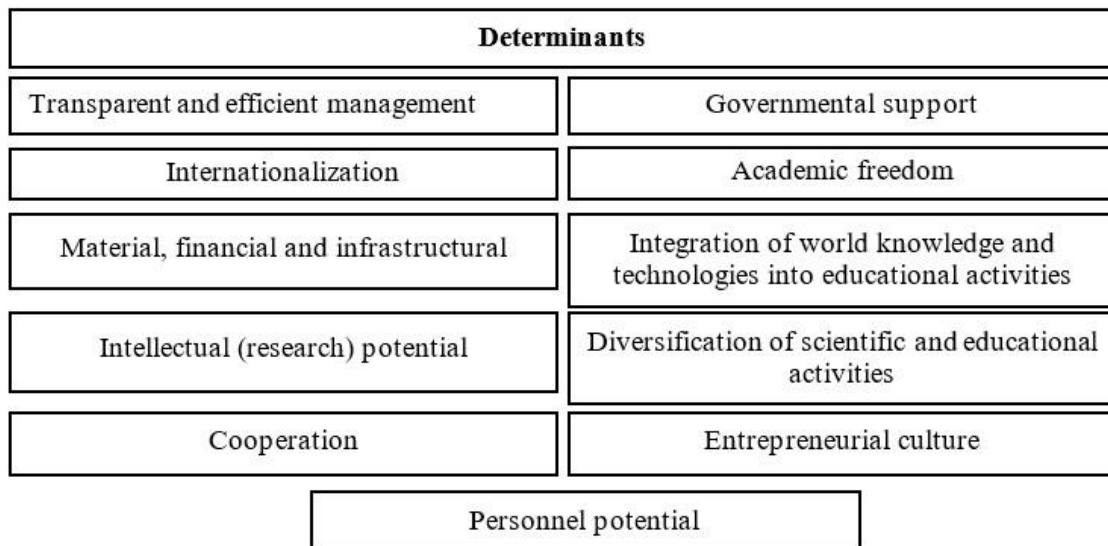 Determinants
Transparent and efficient management
Governmental support
Internationalization
Academic freedom
Material, financial and infrastructural
Integration of world knowledge and
technologies into educational activities
Intellectual (research) potential
Diversification of scientific and educational
activities
Cooperation
Entrepreneurial culture
Personnel potential